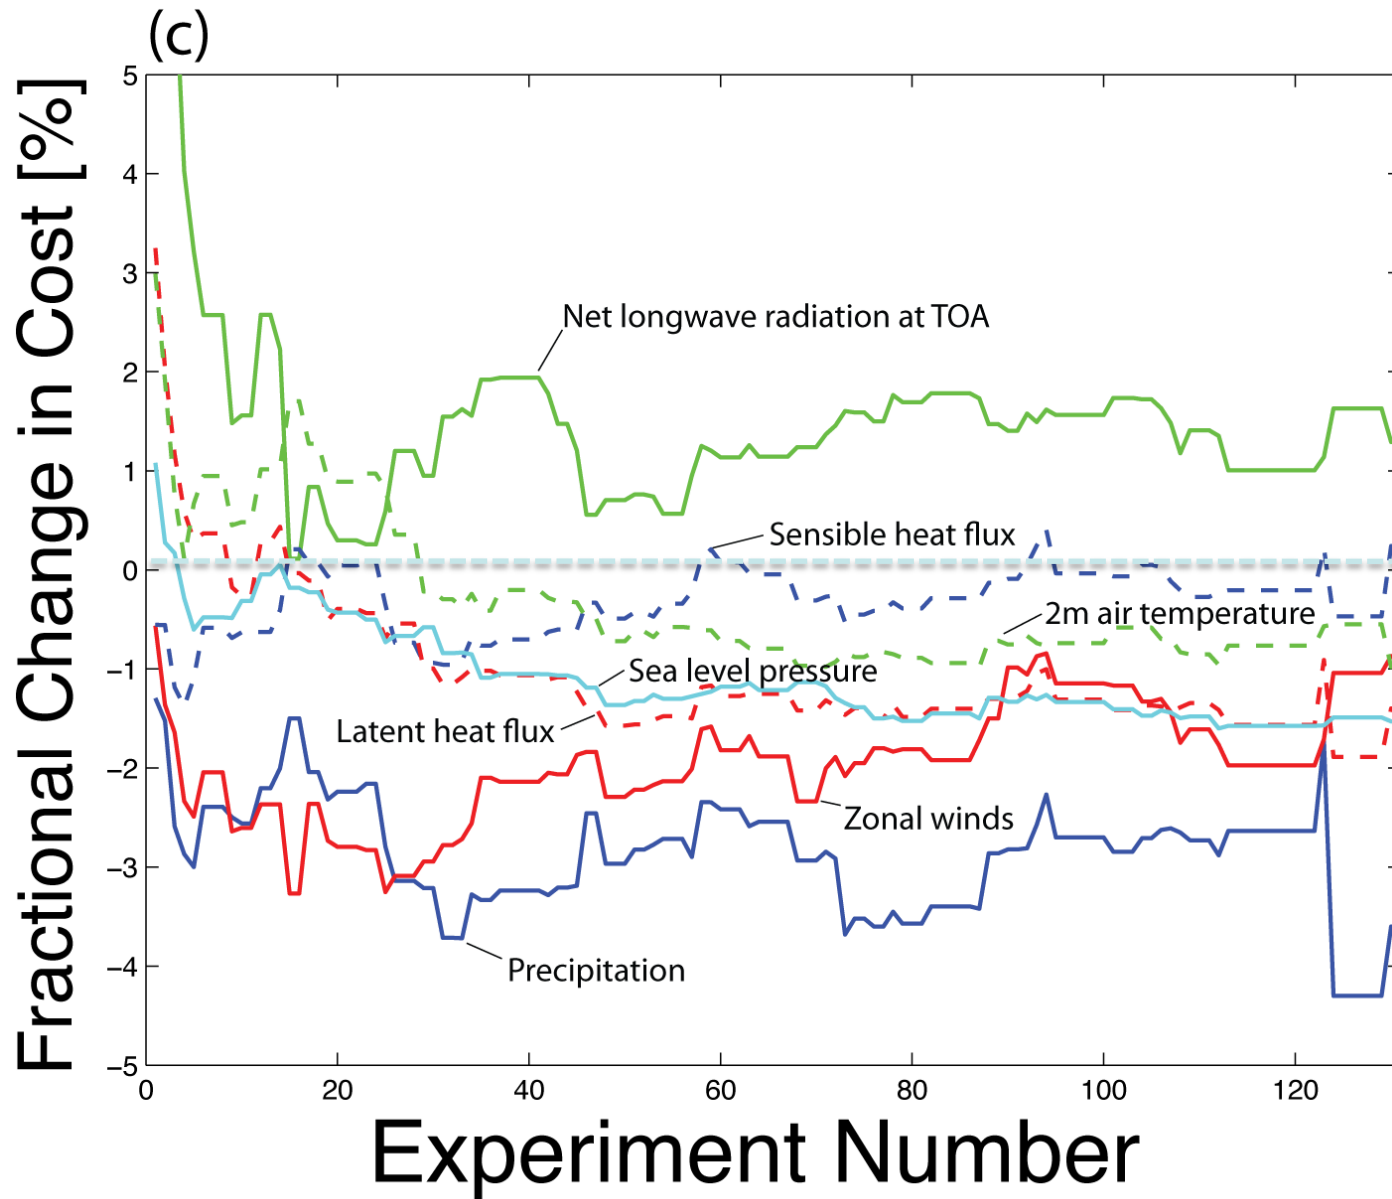 (c)
Fractional Change in Cost [%]
5
4
3
2
1
0
−1
−2
−3
−4
−5
Net longwave radiation at TOA
Sensible heat flux
2m air temperature
Sea level pressure
Latent heat flux
Zonal winds
Precipitation
0 20 40 60 80 100 120
Experiment Number